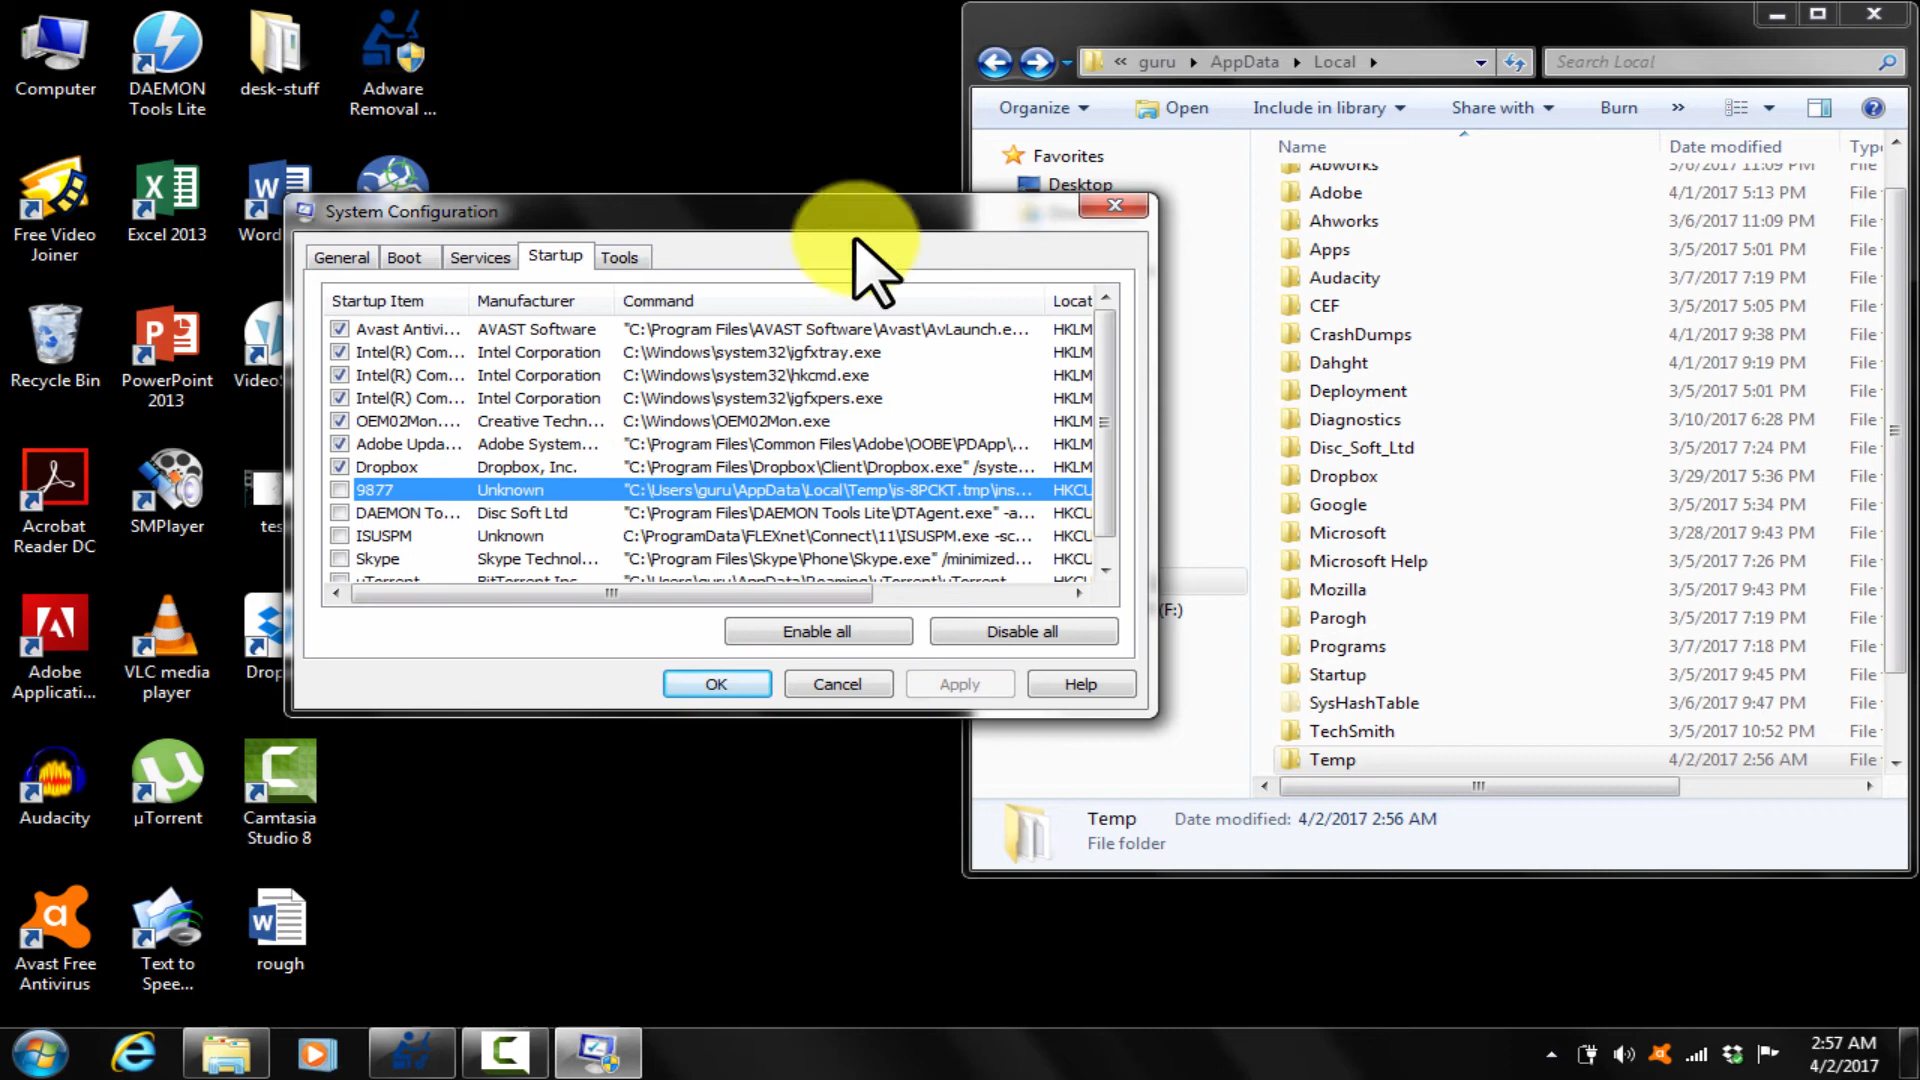 Computer
DAEMON
Tools Lite
desk-stuff
Adware
Removal ...
Free Video
Joiner
Excel 2013
Word
Recycle Bin
PowerPoint
2013
Acrobat
Reader DC
SMPlayer
Adobe
Applicati...
VLC media
player
Audacity
µTorrent
Camtasia
Studio 8
Avast Free
Antivirus
Text to
Spee...
rough
System Configuration
General
Boot
Services
Startup
Tools
Startup Item Manufacturer Command Locat
Avast Antivi... AVAST Software "C:\Program Files\AVAST Software\Avast\AvLaunch.e... HKLM
Intel(R) Com... Intel Corporation C:\Windows\system32\igfxtray.exe HKLM
Intel(R) Com... Intel Corporation C:\Windows\system32\hkcmd.exe HKLM
Intel(R) Com... Intel Corporation C:\Windows\system32\igfxpers.exe HKLM
OEM02Mon.... Creative Techn... C:\Windows\OEM02Mon.exe HKLM
Adobe Upda... Adobe System... "C:\Program Files\Common Files\Adobe\OOBE\PDApp\... HKLM
Dropbox Dropbox, Inc. "C:\Program Files\Dropbox\Client\Dropbox.exe" /syste... HKLM
9877 Unknown "C:\Users\guru\AppData\Local\Temp\is-8PCKT.tmp\ins... HKCU
DAEMON To... Disc Soft Ltd "C:\Program Files\DAEMON Tools Lite\DTAgent.exe" -a... HKCU
ISUSPM Unknown C:\ProgramData\FLEXnet\Connect\11\ISUSPM.exe -sc... HKCU
Skype Skype Technol... "C:\Program Files\Skype\Phone\Skype.exe" /minimized... HKCU
µTorrent BitTorrent Inc "C:\Users\guru\AppData\Roaming\uTorrent\uTorrent HKCU
Enable all
Disable all
OK
Cancel
Apply
Help
« guru AppData Local
Search Local
Organize
Open
Include in library
Share with
Burn
»
Favorites
Desktop
(F:)
Name Date modified Type
Abworks 3/6/2017 11:09 PM File
Adobe 4/1/2017 5:13 PM File
Ahworks 3/6/2017 11:09 PM File
Apps 3/5/2017 5:01 PM File
Audacity 3/7/2017 7:19 PM File
CEF 3/5/2017 5:05 PM File
CrashDumps 4/1/2017 9:38 PM File
Dahght 4/1/2017 9:19 PM File
Deployment 3/5/2017 5:01 PM File
Diagnostics 3/10/2017 6:28 PM File
Disc_Soft_Ltd 3/5/2017 7:24 PM File
Dropbox 3/29/2017 5:36 PM File
Google 3/5/2017 5:34 PM File
Microsoft 3/28/2017 9:43 PM File
Microsoft Help 3/5/2017 7:26 PM File
Mozilla 3/5/2017 9:43 PM File
Parogh 3/5/2017 7:19 PM File
Programs 3/7/2017 7:18 PM File
Startup 3/5/2017 9:45 PM File
SysHashTable 3/6/2017 9:47 PM File
TechSmith 3/5/2017 10:52 PM File
Temp 4/2/2017 2:56 AM File
Temp Date modified: 4/2/2017 2:56 AM
File folder
2:57 AM
4/2/2017